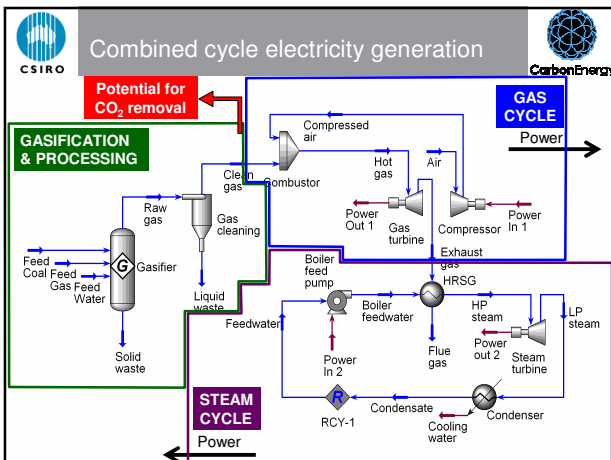 CSIRO
Combined cycle electricity generation
CarbonEnergy
Potential for
CO₂ removal
GAS
CYCLE
Power
GASIFICATION
& PROCESSING
Compressed
air
Combustor
Hot
gas
Air
Clean
gas
Raw
gas
Gas
cleaning
Power
Out 1
Gas
turbine
Compressor
Power
In 1
Feed
Coal
Feed
Gas
Feed
Water
G
Gasifier
Liquid
waste
Solid
waste
Exhaust
gas
Boiler
feed
pump
Boiler
feedwater
HRSG
HP
steam
LP
steam
Feedwater
Power
In 2
Flue
gas
Power
out 2
Steam
turbine
STEAM
CYCLE
Power
R
RCY-1
Condensate
Condenser
Cooling
water